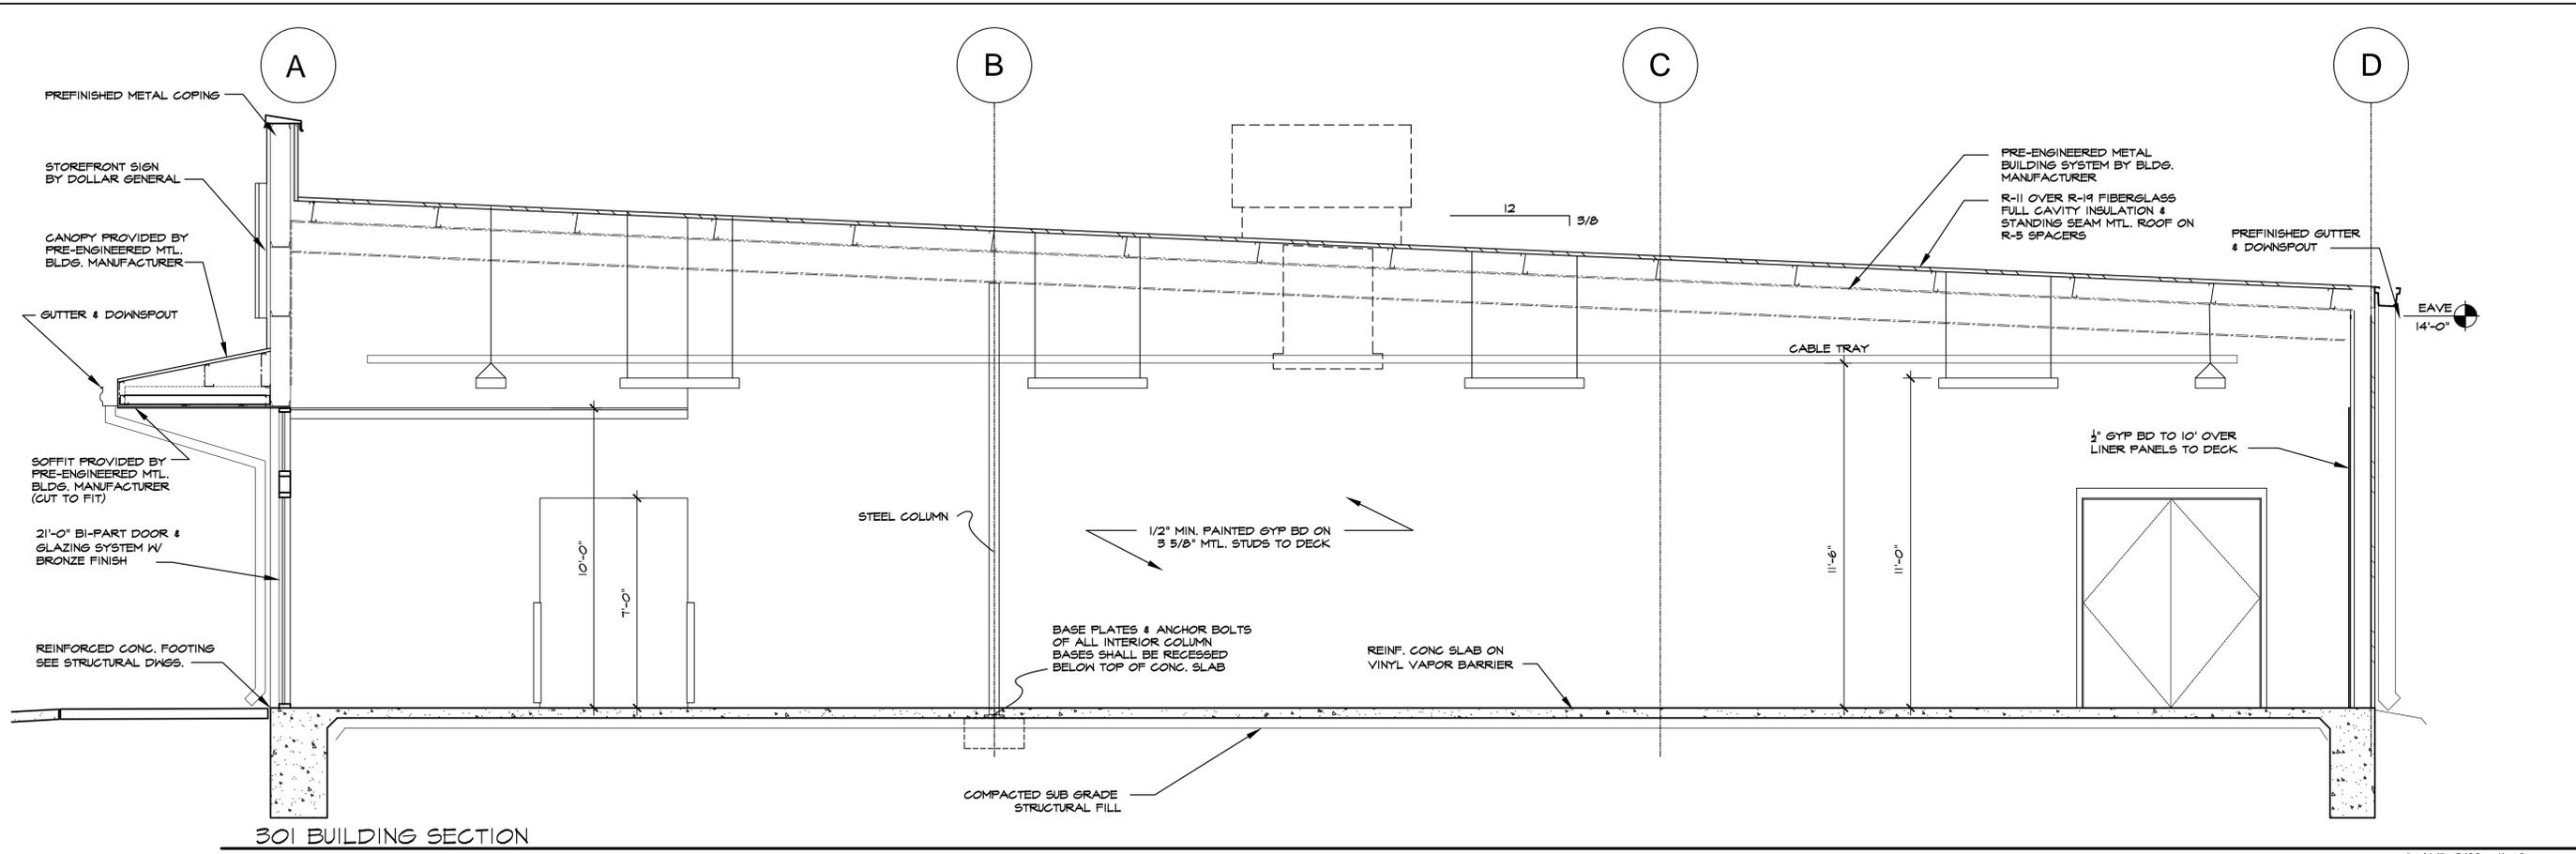 A
B
C
D
PREFINISHED METAL COPING
STOREFRONT SIGN
BY DOLLAR GENERAL
CANOPY PROVIDED BY
PRE-ENGINEERED MTL.
BLDG. MANUFACTURER
GUTTER & DOWNSPOUT
SOFFIT PROVIDED BY
PRE-ENGINEERED MTL.
BLDG. MANUFACTURER
(CUT TO FIT)
21'-0" BI-PART DOOR &
GLAZING SYSTEM W/
BRONZE FINISH
REINFORCED CONC. FOOTING
SEE STRUCTURAL DWGS.
10'-0"
7'-0"
STEEL COLUMN
1/2" MIN. PAINTED GYP BD ON
3 5/8" MTL. STUDS TO DECK
BASE PLATES & ANCHOR BOLTS
OF ALL INTERIOR COLUMN
BASES SHALL BE RECESSED
BELOW TOP OF CONC. SLAB
12
3/8
REINF. CONC SLAB ON
VINYL VAPOR BARRIER
COMPACTED SUB GRADE
STRUCTURAL FILL
CABLE TRAY
11'-6"
11'-0"
PRE-ENGINEERED METAL
BUILDING SYSTEM BY BLDG.
MANUFACTURER
R-11 OVER R-19 FIBERGLASS
FULL CAVITY INSULATION &
STANDING SEAM MTL. ROOF ON
R-5 SPACERS
PREFINISHED GUTTER
& DOWNSPOUT
EAVE
14'-0"
1/2" GYP BD TO 10' OVER
LINER PANELS TO DECK
301 BUILDING SECTION